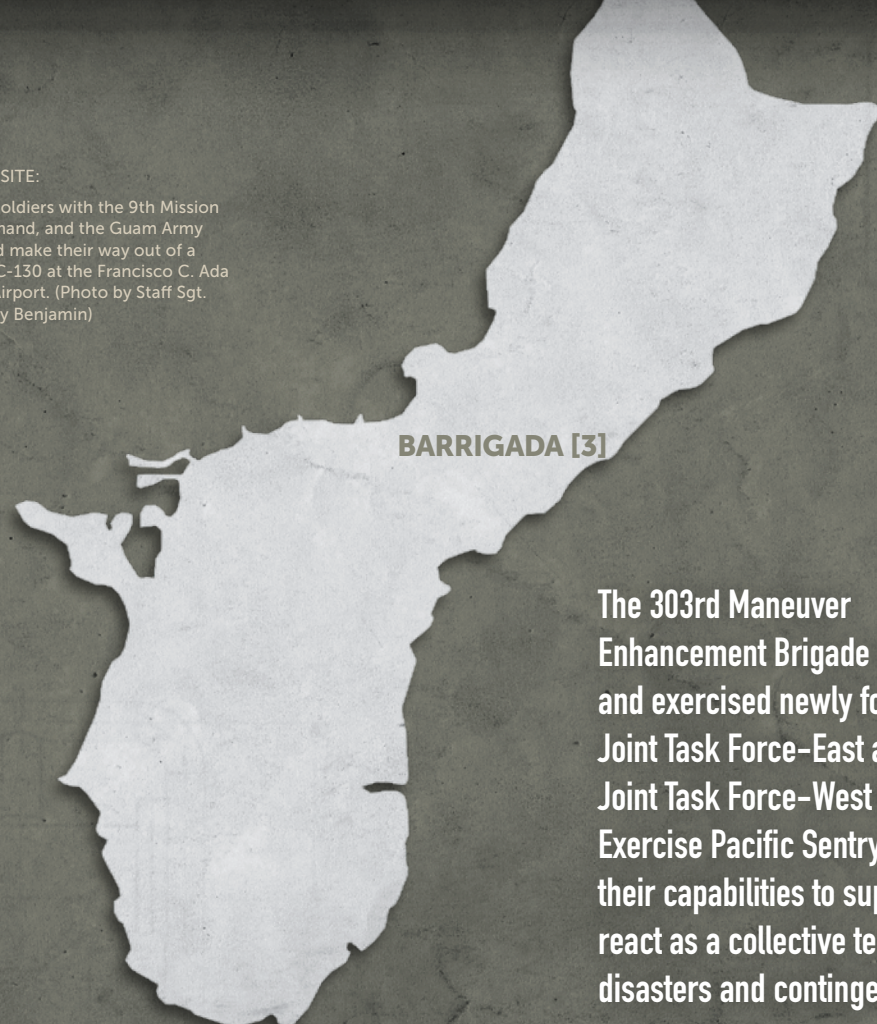 SITE:
oldiers with the 9th Mission
mand, and the Guam Army
d make their way out of a
C-130 at the Francisco C. Ada
Airport. (Photo by Staff Sgt.
y Benjamin)
BARRIGADA [3]
The 303rd Maneuver
Enhancement Brigade
and exercised newly fo
Joint Task Force-East a
Joint Task Force-West
Exercise Pacific Sentry
their capabilities to sup
react as a collective te
disasters and continge